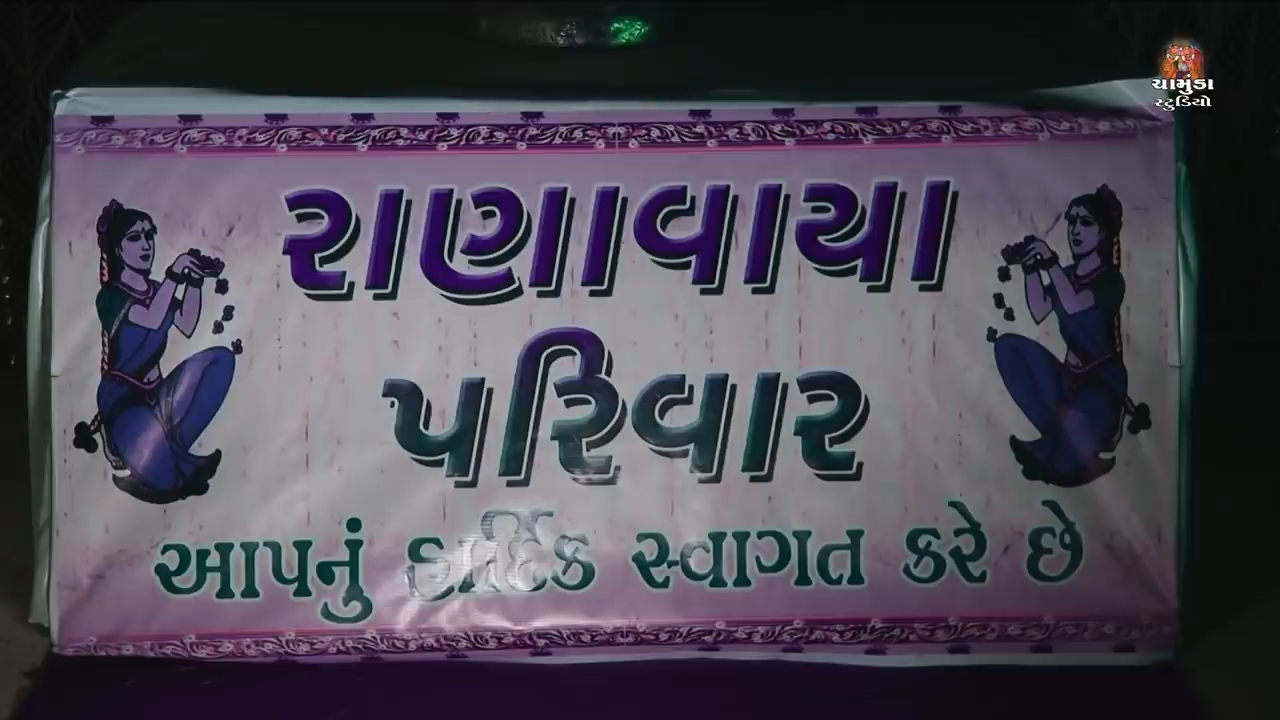 ચામુંડા
સ્ટુડિયો
રાણાવાયા
પરિવાર
આપનું હાર્દિક સ્વાગત કરે છે